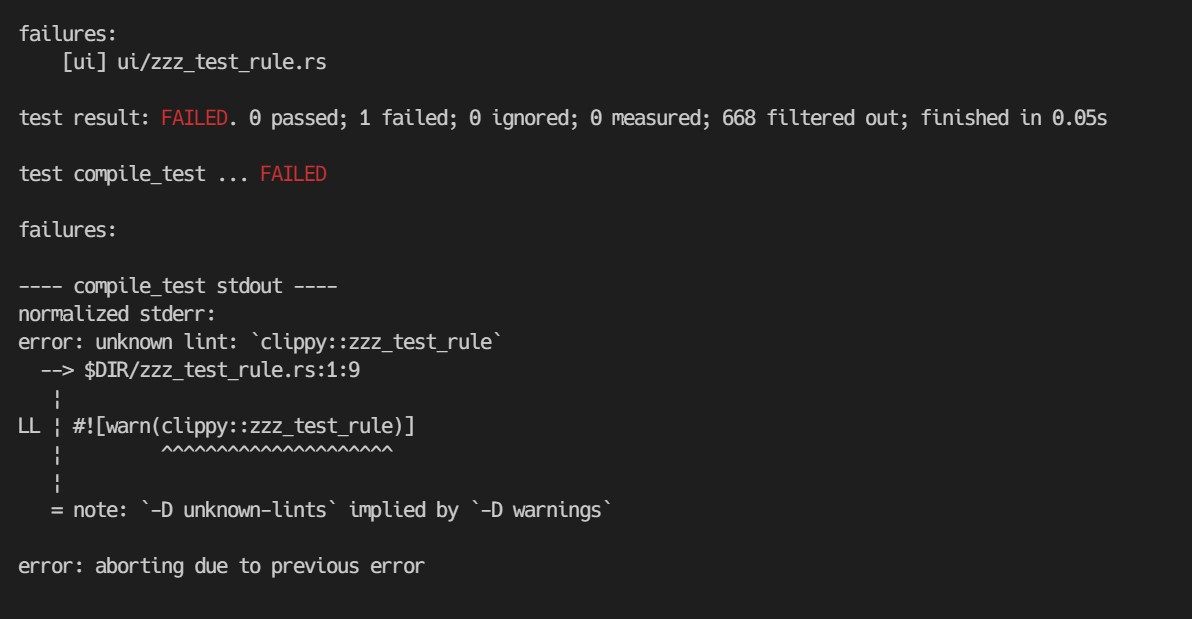 failures:
    [ui] ui/zzz_test_rule.rs

test result: FAILED. 0 passed; 1 failed; 0 ignored; 0 measured; 668 filtered out; finished in 0.05s

test compile_test ... FAILED

failures:

---- compile_test stdout ----
normalized stderr:
error: unknown lint: `clippy::zzz_test_rule`
  --> $DIR/zzz_test_rule.rs:1:9
   ¦
LL ¦ #![warn(clippy::zzz_test_rule)]
   ¦         ^^^^^^^^^^^^^^^^^^^^^
   ¦
   = note: `-D unknown-lints` implied by `-D warnings`

error: aborting due to previous error